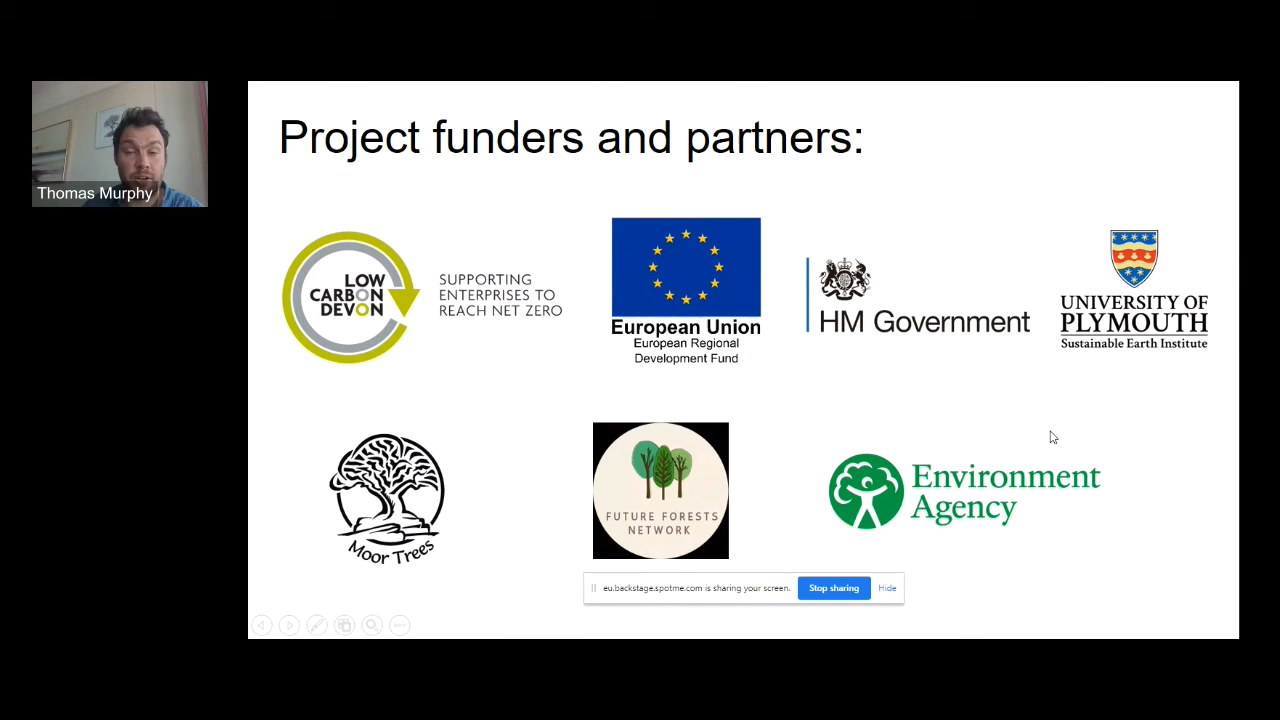 Project funders and partners:
Thomas Murphy
LOW
CARBON
DEVON
SUPPORTING
ENTERPRISES TO
REACH NET ZERO
European Union
European Regional
Development Fund
HM Government
UNIVERSITY OF
PLYMOUTH
Sustainable Earth Institute
Moor Trees
FUTURE FORESTS
NETWORK
Environment
Agency
eu.backstage.spotme.com is sharing your screen.
Stop sharing
Hide